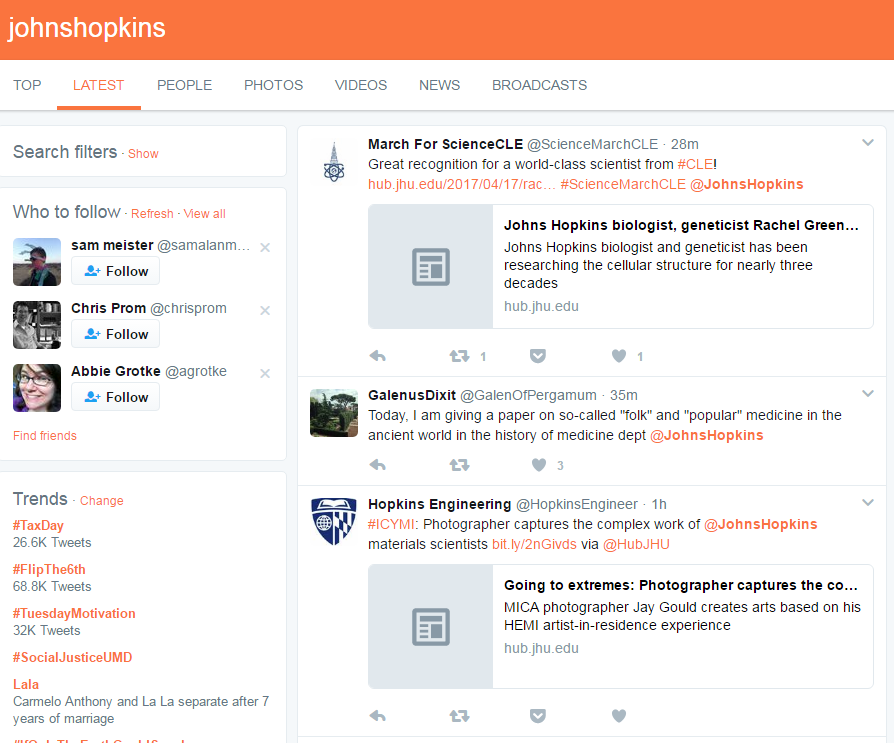 johnshopkins
TOP LATEST PEOPLE PHOTOS VIDEOS NEWS BROADCASTS
Search filters · Show
Who to follow · Refresh · View all
sam meister @samalanm...
Follow
Chris Prom @chrisprom
Follow
Abbie Grotke @agrotke
Follow
Find friends
Trends · Change
#TaxDay
26.6K Tweets
#FlipThe6th
68.8K Tweets
#TuesdayMotivation
32K Tweets
#SocialJusticeUMD
Lala
Carmelo Anthony and La La separate after 7
years of marriage
March For ScienceCLE @ScienceMarchCLE · 28m
Great recognition for a world-class scientist from #CLE!
hub.jhu.edu/2017/04/17/rac... #ScienceMarchCLE @JohnsHopkins
Johns Hopkins biologist, geneticist Rachel Green...
Johns Hopkins biologist and geneticist has been
researching the cellular structure for nearly three
decades
hub.jhu.edu
1 1
GalenusDixit @GalenOfPergamum · 35m
Today, I am giving a paper on so-called "folk" and "popular" medicine in the
ancient world in the history of medicine dept @JohnsHopkins
3
Hopkins Engineering @HopkinsEngineer · 1h
#ICYMI: Photographer captures the complex work of @JohnsHopkins
materials scientists bit.ly/2nGivds via @HubJHU
Going to extremes: Photographer captures the co...
MICA photographer Jay Gould creates arts based on his
HEMI artist-in-residence experience
hub.jhu.edu